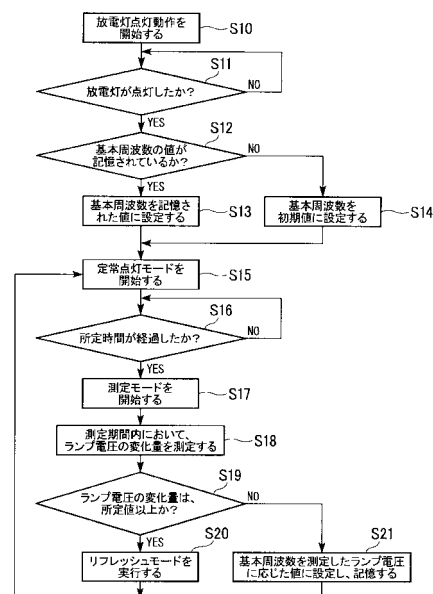 放電灯点灯動作を
開始する
S10
S11
放電灯が点灯したか?
NO
YES
S12
基本周波数の値が
記憶されているか?
NO
YES
基本周波数を記憶さ
れた値に設定する
S13
基本周波数を
初期値に設定する
S14
定常点灯モードを
開始する
S15
S16
所定時間が経過したか?
NO
YES
測定モードを
開始する
S17
測定期間内において、
ランプ電圧の変化量を測定する
S18
S19
ランプ電圧の変化量は、
所定値以上か?
NO
YES
S20
リフレッシュモードを
実行する
S21
基本周波数を測定したランプ電圧
に応じた値に設定し、記憶する